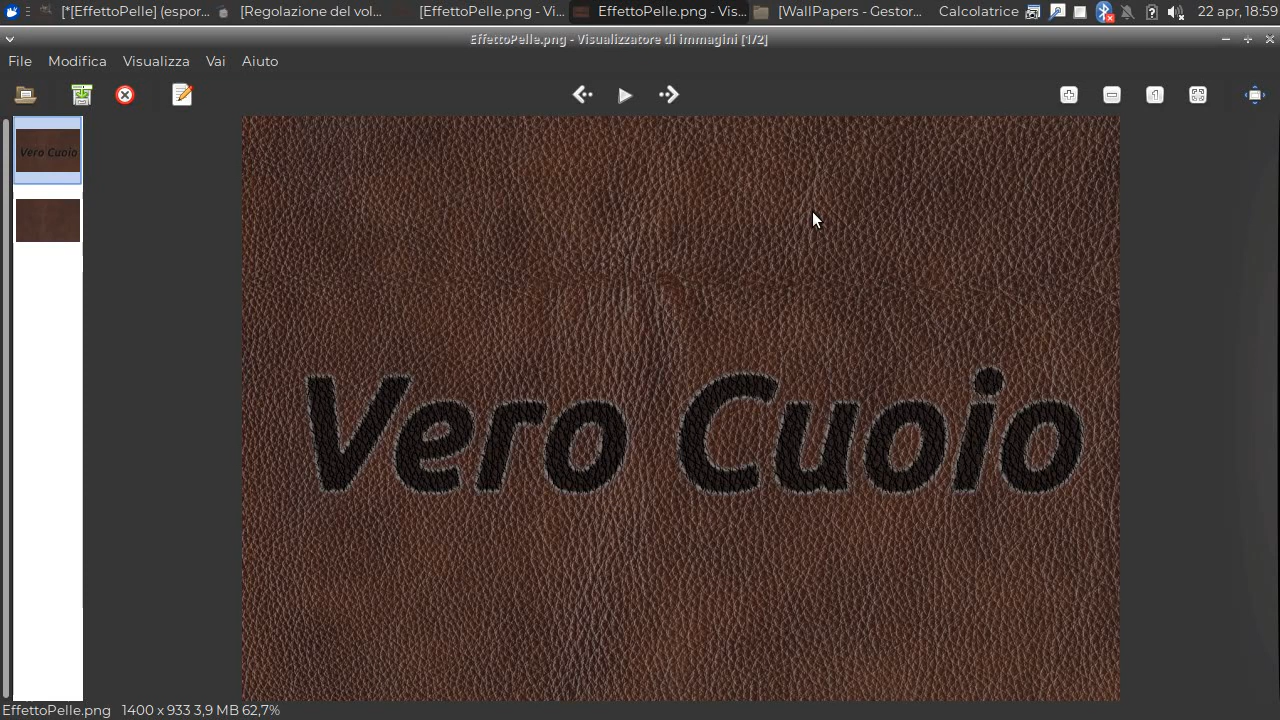 [*[EffettoPelle] (espor... [Regolazione del vol... [EffettoPelle.png - Vi... EffettoPelle.png - Vis... [WallPapers - Gestor... Calcolatrice 22 apr, 18:59
EffettoPelle.png - Visualizzatore di immagini [1/2]
File Modifica Visualizza Vai Aiuto
Vero Cuoio
Vero Cuoio
EffettoPelle.png 1400 x 933 3,9 MB 62,7%